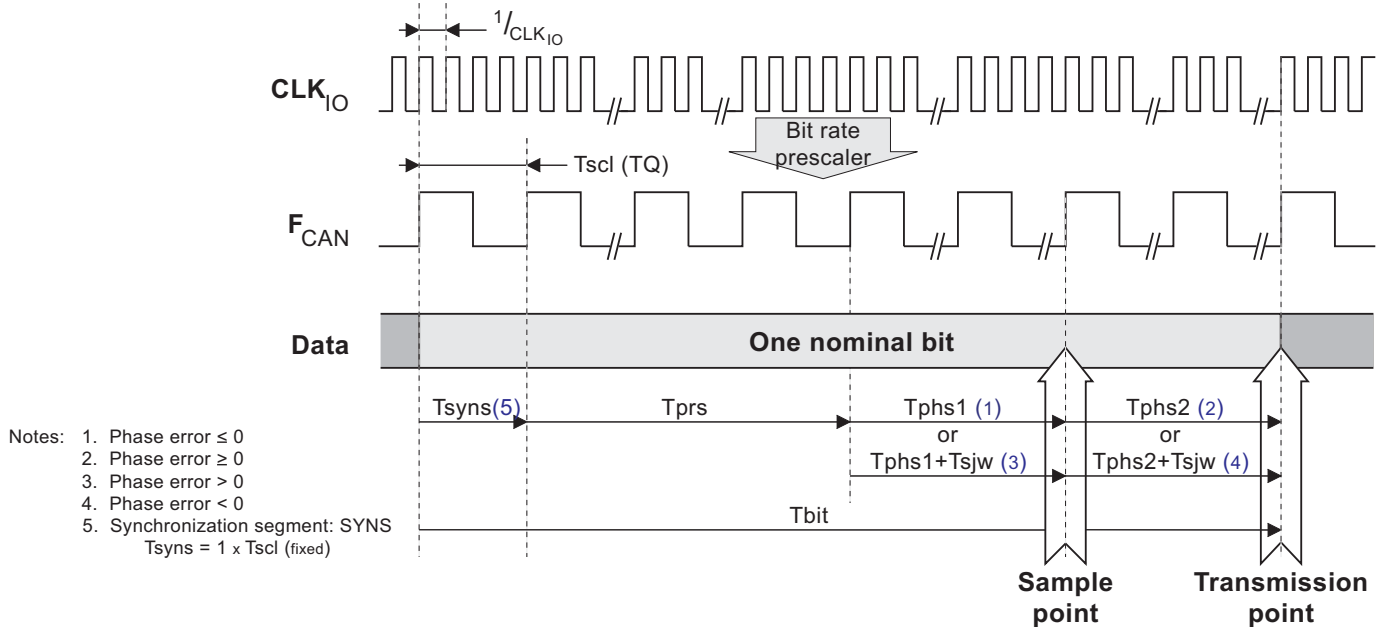 1/CLKIO
CLKIO
Bit rate
prescaler
Tscl (TQ)
FCAN
Data
One nominal bit
Tsyns(5)
Tprs
Tphs1 (1)
Tphs2 (2)
or
or
Tphs1+Tsjw (3)
Tphs2+Tsjw (4)
Tbit
Notes: 1. Phase error ≤ 0
2. Phase error ≥ 0
3. Phase error > 0
4. Phase error < 0
5. Synchronization segment: SYNS
Tsyns = 1 x Tscl (fixed)
Sample
point
Transmission
point